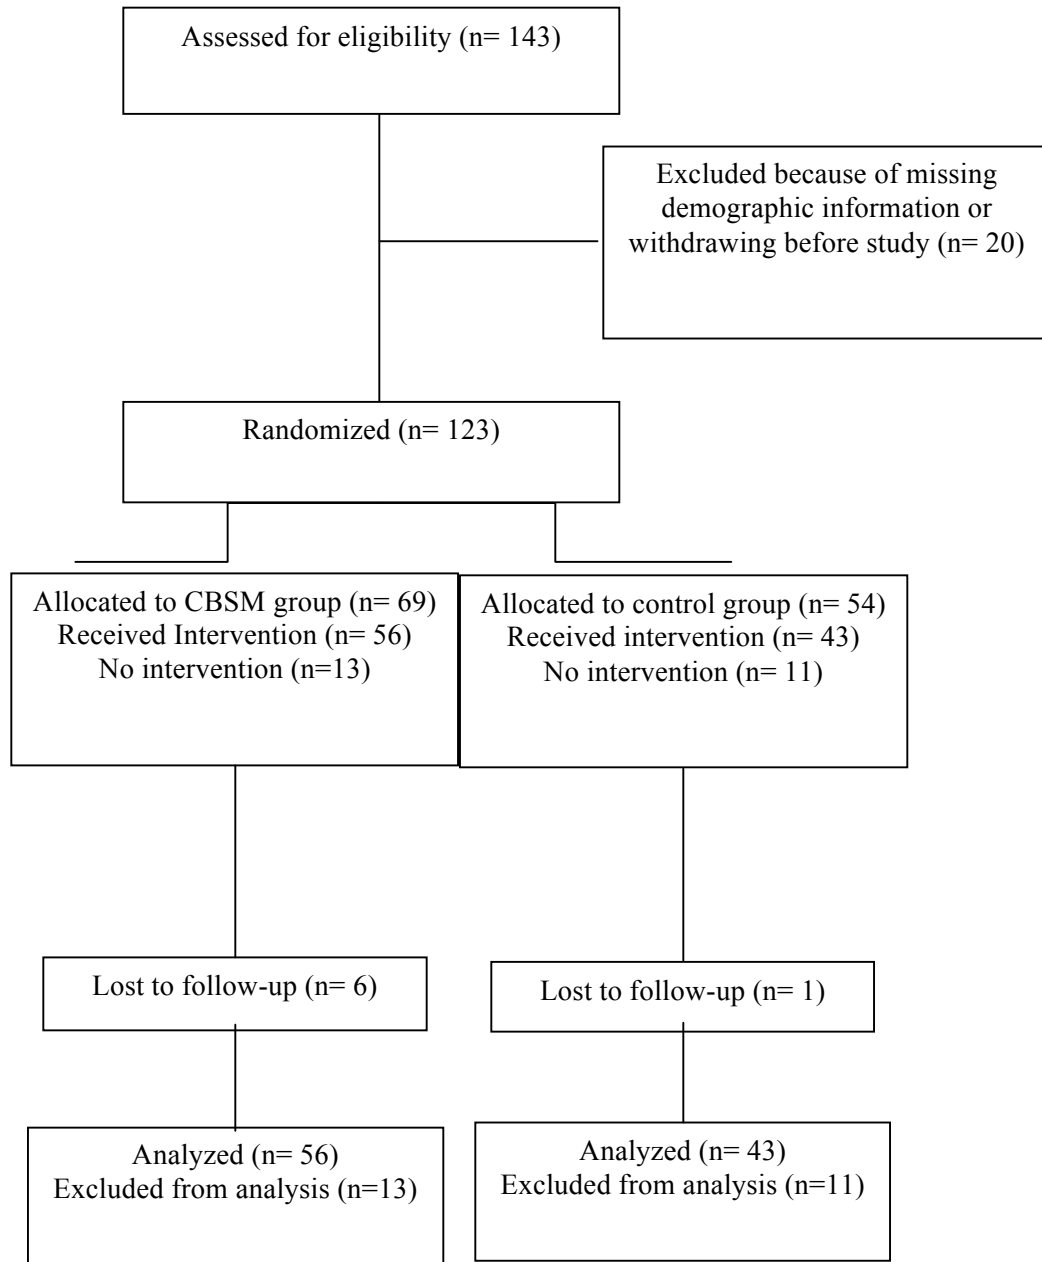 Assessed for eligibility (n= 143)
Excluded because of missing
demographic information or
withdrawing before study (n= 20)
Randomized (n= 123)
Allocated to CBSM group (n= 69)
Received Intervention (n= 56)
No intervention (n=13)
Allocated to control group (n= 54)
Received intervention (n= 43)
No intervention (n= 11)
Lost to follow-up (n= 6)
Lost to follow-up (n= 1)
Analyzed (n= 56)
Excluded from analysis (n=13)
Analyzed (n= 43)
Excluded from analysis (n=11)